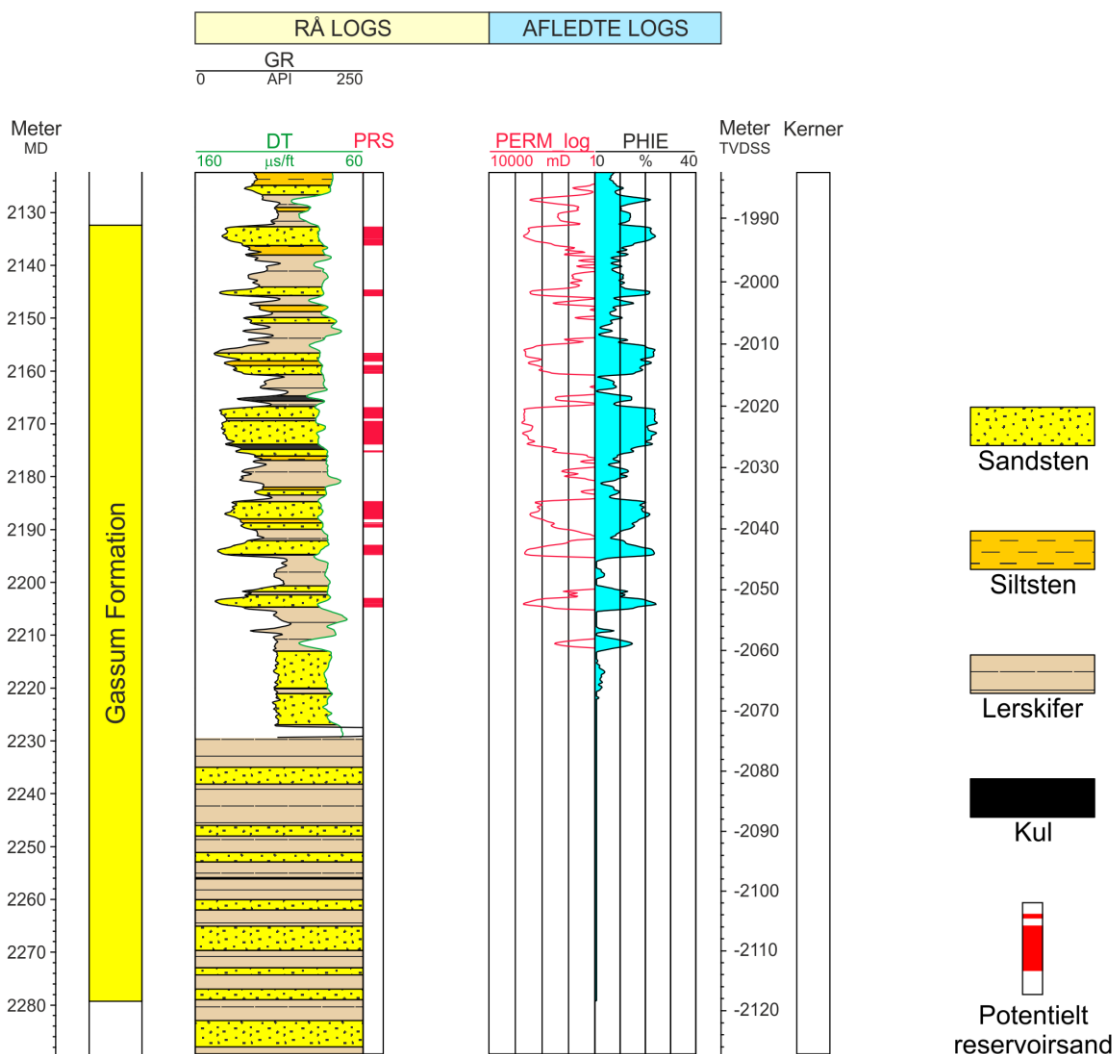 RÅ LOGS AFLEDTE LOGS
GR
0 API 250
Meter
MD
DT
160 µs/ft 60
PRS
PERM_log
10000 mD 1
PHIE
0 % 40
Meter
TVDSS
Kerner
2130
2140
2150
2160
2170
2180
2190
2200
2210
2220
2230
2240
2250
2260
2270
2280
Gassum Formation
-1990
-2000
-2010
-2020
-2030
-2040
-2050
-2060
-2070
-2080
-2090
-2100
-2110
-2120
Sandsten
Siltsten
Lerskifer
Kul
Potentielt
reservoirsand